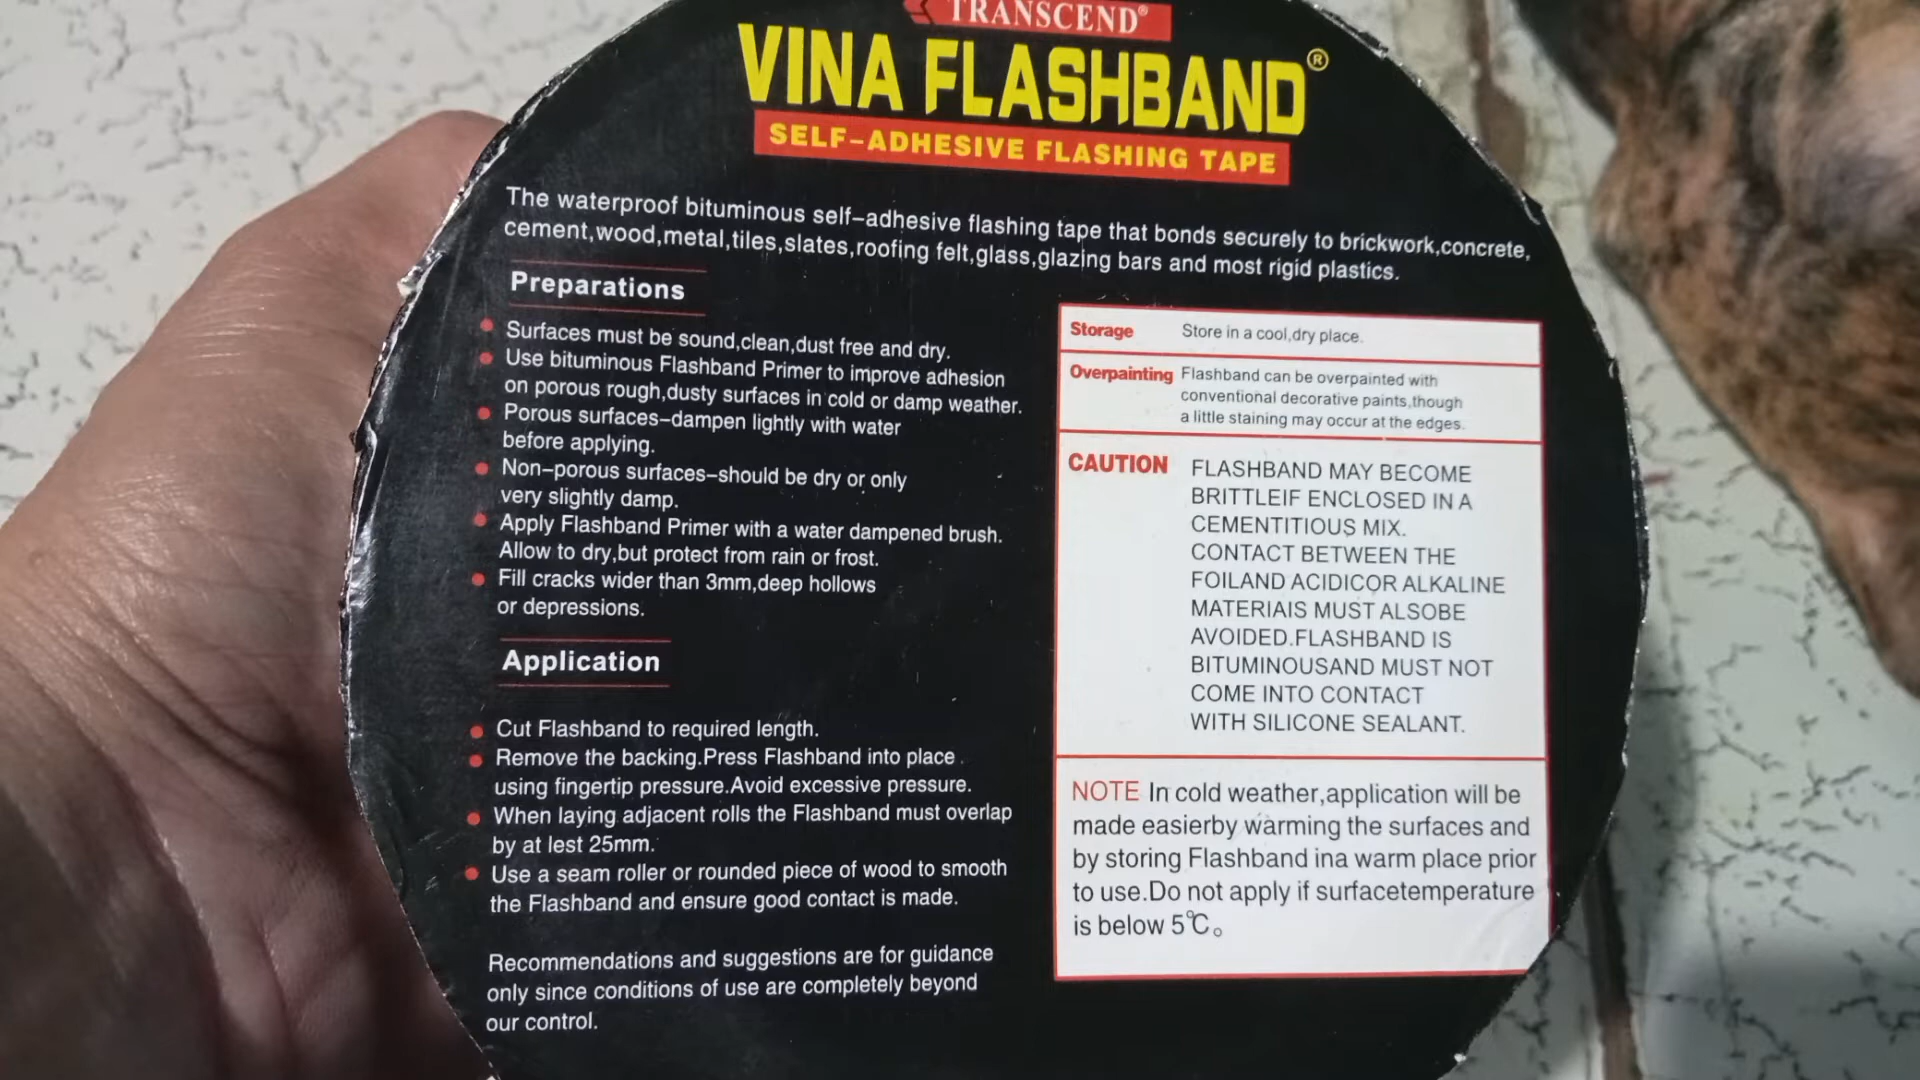 TRANSCEND®
VINA FLASHBAND®
SELF-ADHESIVE FLASHING TAPE
The waterproof bituminous self-adhesive flashing tape that bonds securely to brickwork,concrete,
cement,wood,metal,tiles,slates,roofing felt,glass,glazing bars and most rigid plastics.
Preparations
Surfaces must be sound,clean,dust free and dry.
Use bituminous Flashband Primer to improve adhesion
on porous rough,dusty surfaces in cold or damp weather.
Porous surfaces-dampen lightly with water
before applying.
Non-porous surfaces-should be dry or only
very slightly damp.
Apply Flashband Primer with a water dampened brush.
Allow to dry,but protect from rain or frost.
Fill cracks wider than 3mm,deep hollows
or depressions.
Application
Cut Flashband to required length.
Remove the backing.Press Flashband into place.
using fingertip pressure.Avoid excessive pressure.
When laying adjacent rolls the Flashband must overlap
by at lest 25mm.
Use a seam roller or rounded piece of wood to smooth
the Flashband and ensure good contact is made.
Recommendations and suggestions are for guidance
only since conditions of use are completely beyond
our control.
Storage Store in a cool,dry place.
Overpainting Flashband can be overpainted with
conventional decorative paints,though
a little staining may occur at the edges.
CAUTION FLASHBAND MAY BECOME
BRITTLEIF ENCLOSED IN A
CEMENTITIOUS MIX.
CONTACT BETWEEN THE
FOILAND ACIDICOR ALKALINE
MATERIAIS MUST ALSOBE
AVOIDED.FLASHBAND IS
BITUMINOUSAND MUST NOT
COME INTO CONTACT
WITH SILICONE SEALANT.
NOTE In cold weather,application will be
made easierby warming the surfaces and
by storing Flashband ina warm place prior
to use.Do not apply if surfacetemperature
is below 5℃。